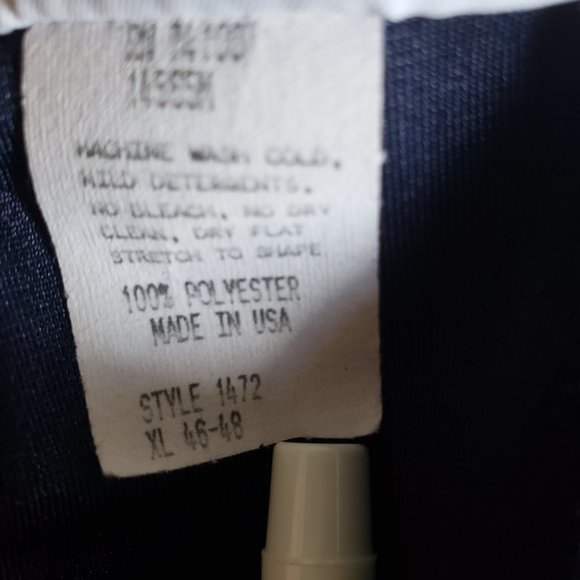 RN
MACHINE WASH COLD.
MILD DETERGENTS.
NO BLEACH. NO DRY
CLEAN. DRY FLAT
STRETCH TO SHAPE
100% POLYESTER
MADE IN USA
STYLE 1472
XL 46-48